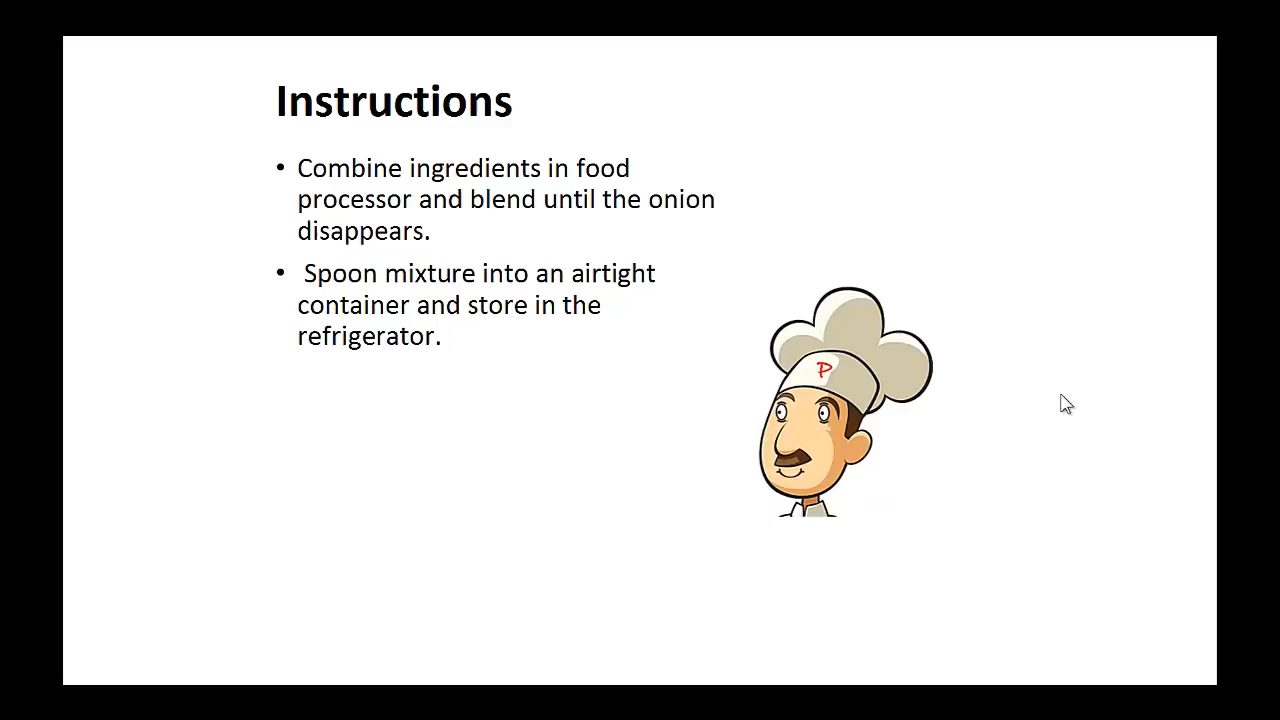 Instructions
• Combine ingredients in food
processor and blend until the onion
disappears.
• Spoon mixture into an airtight
container and store in the
refrigerator.
P